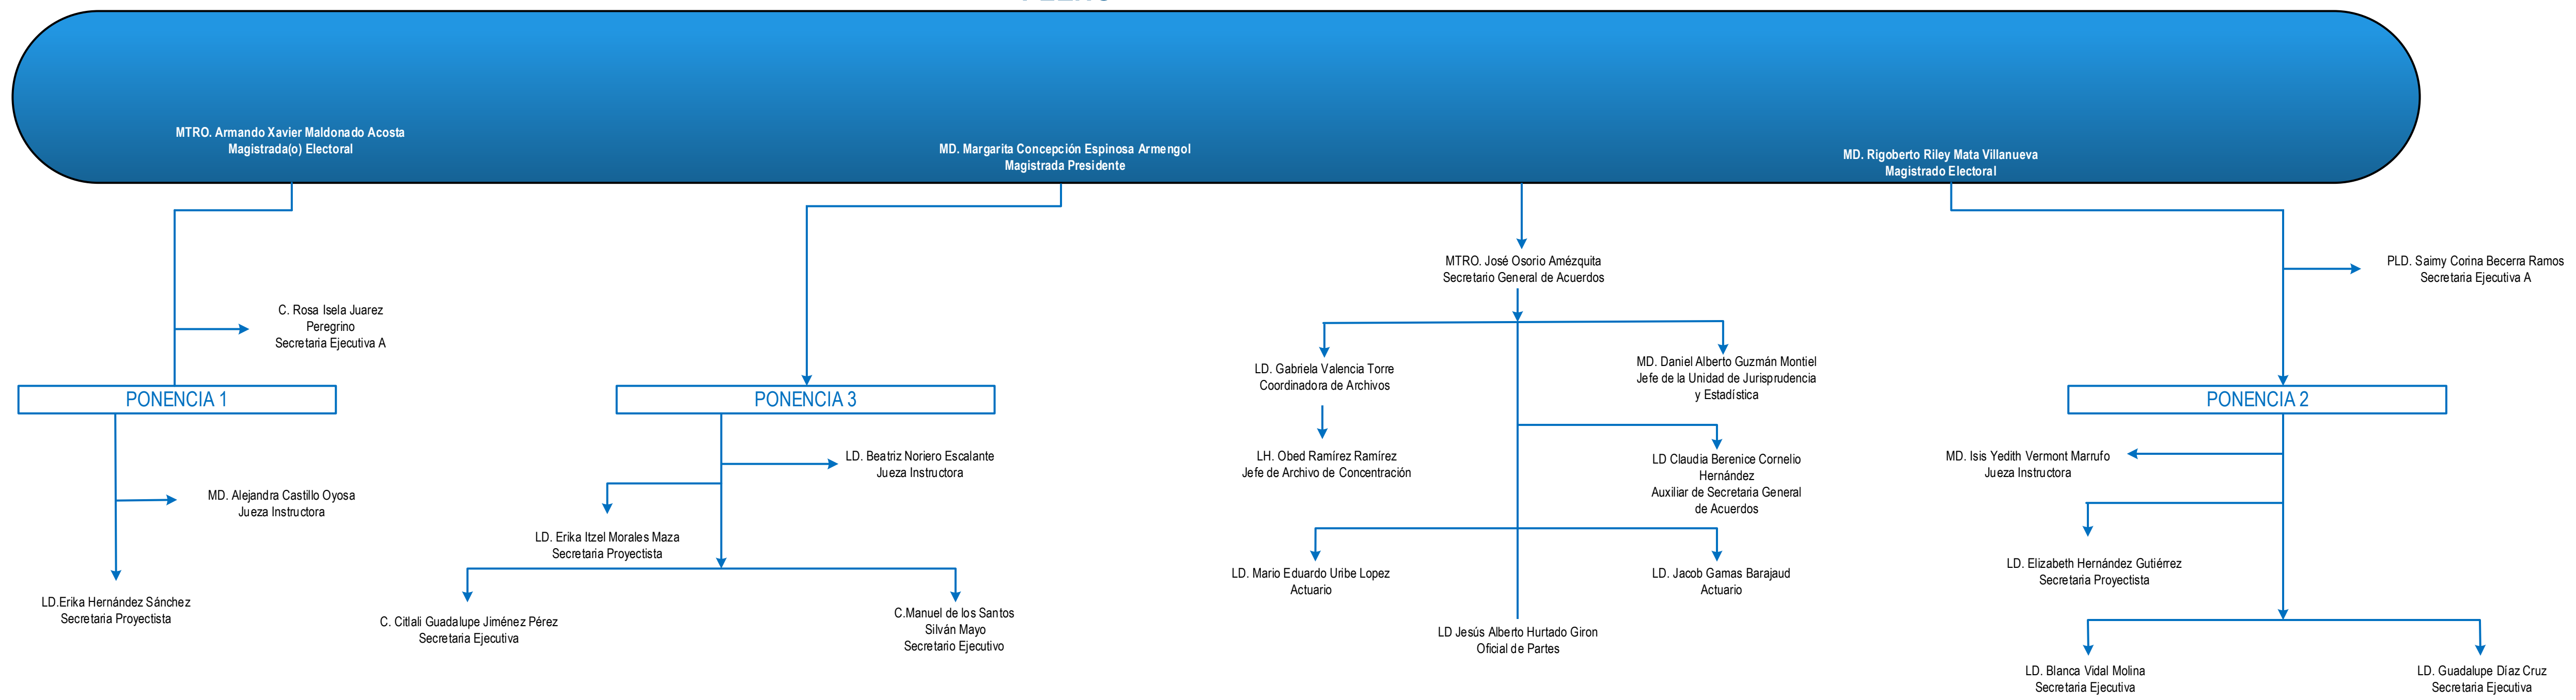 MTRO. Armando Xavier Maldonado Acosta
Magistrada(o) Electoral
MD. Margarita Concepción Espinosa Armengol
Magistrada Presidente
MD. Rigoberto Riley Mata Villanueva
Magistrado Electoral
C. Rosa Isela Juarez
Peregrino
Secretaria Ejecutiva A
PONENCIA 1
MD. Alejandra Castillo Oyosa
Jueza Instructora
LD.Erika Hernández Sánchez
Secretaria Proyectista
PONENCIA 3
LD. Beatriz Noriero Escalante
Jueza Instructora
LD. Erika Itzel Morales Maza
Secretaria Proyectista
C. Citlali Guadalupe Jiménez Pérez
Secretaria Ejecutiva
C.Manuel de los Santos
Silván Mayo
Secretario Ejecutivo
MTRO. José Osorio Amézquita
Secretario General de Acuerdos
LD. Gabriela Valencia Torre
Coordinadora de Archivos
MD. Daniel Alberto Guzmán Montiel
Jefe de la Unidad de Jurisprudencia
y Estadística
LH. Obed Ramírez Ramírez
Jefe de Archivo de Concentración
LD Claudia Berenice Cornelio
Hernández
Auxiliar de Secretaria General
de Acuerdos
LD. Mario Eduardo Uribe Lopez
Actuario
LD. Jacob Gamas Barajaud
Actuario
LD Jesús Alberto Hurtado Giron
Oficial de Partes
PLD. Saimy Corina Becerra Ramos
Secretaria Ejecutiva A
PONENCIA 2
MD. Isis Yedith Vermont Marrufo
Jueza Instructora
LD. Elizabeth Hernández Gutiérrez
Secretaria Proyectista
LD. Blanca Vidal Molina
Secretaria Ejecutiva
LD. Guadalupe Díaz Cruz
Secretaria Ejecutiva